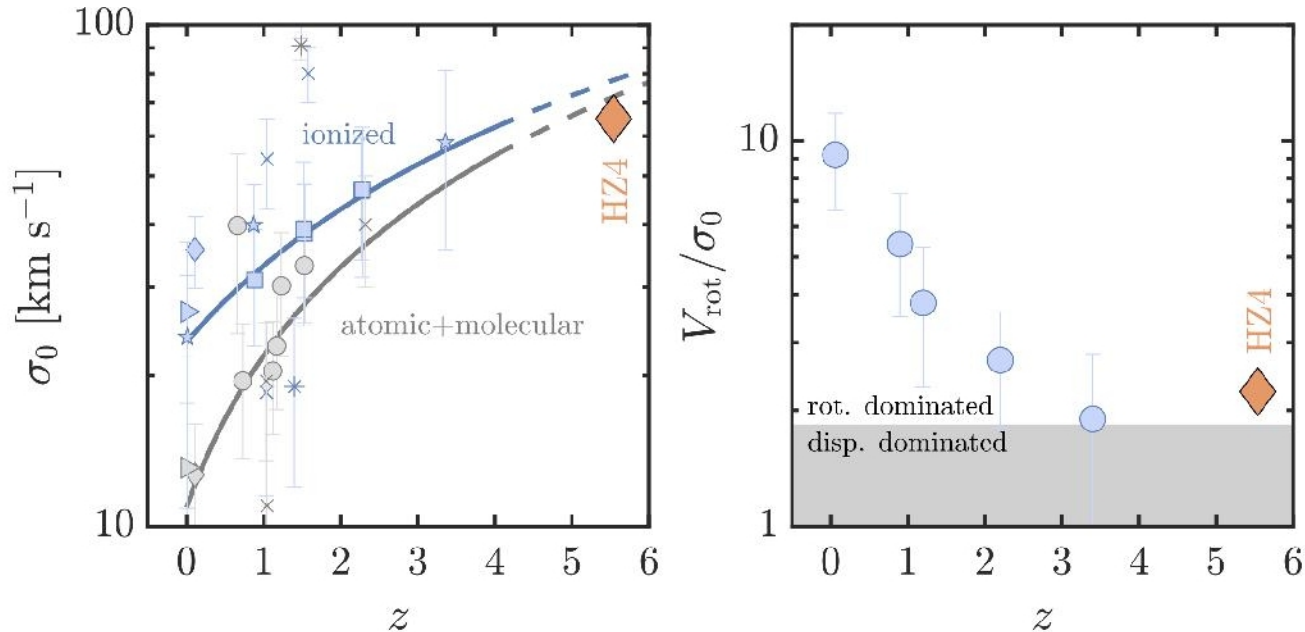 100
10
σ₀ [km s⁻¹]
ionized
atomic+molecular
HZ4
0 1 2 3 4 5 6
z
10
1
V_rot/σ₀
HZ4
rot. dominated
disp. dominated
0 1 2 3 4 5 6
z